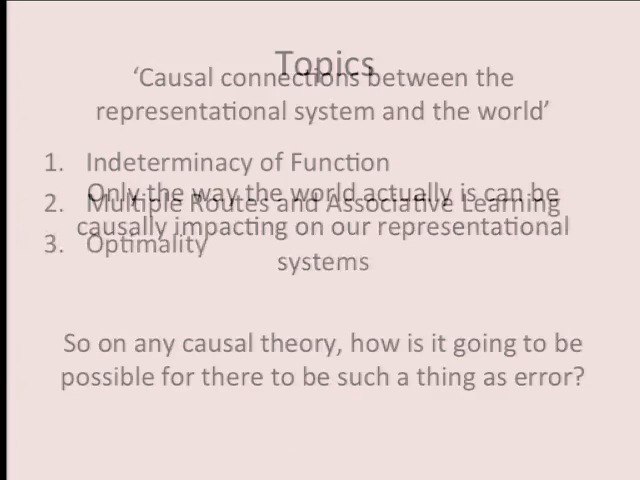 Topics
‘Causal connections between the
representational system and the world’
1. Indeterminacy of Function
Only the way the world actually is can be
2. Multiple Routes and Associative Learning
causally impacting on our representational
3. Optimality
systems
So on any causal theory, how is it going to be
possible for there to be such a thing as error?